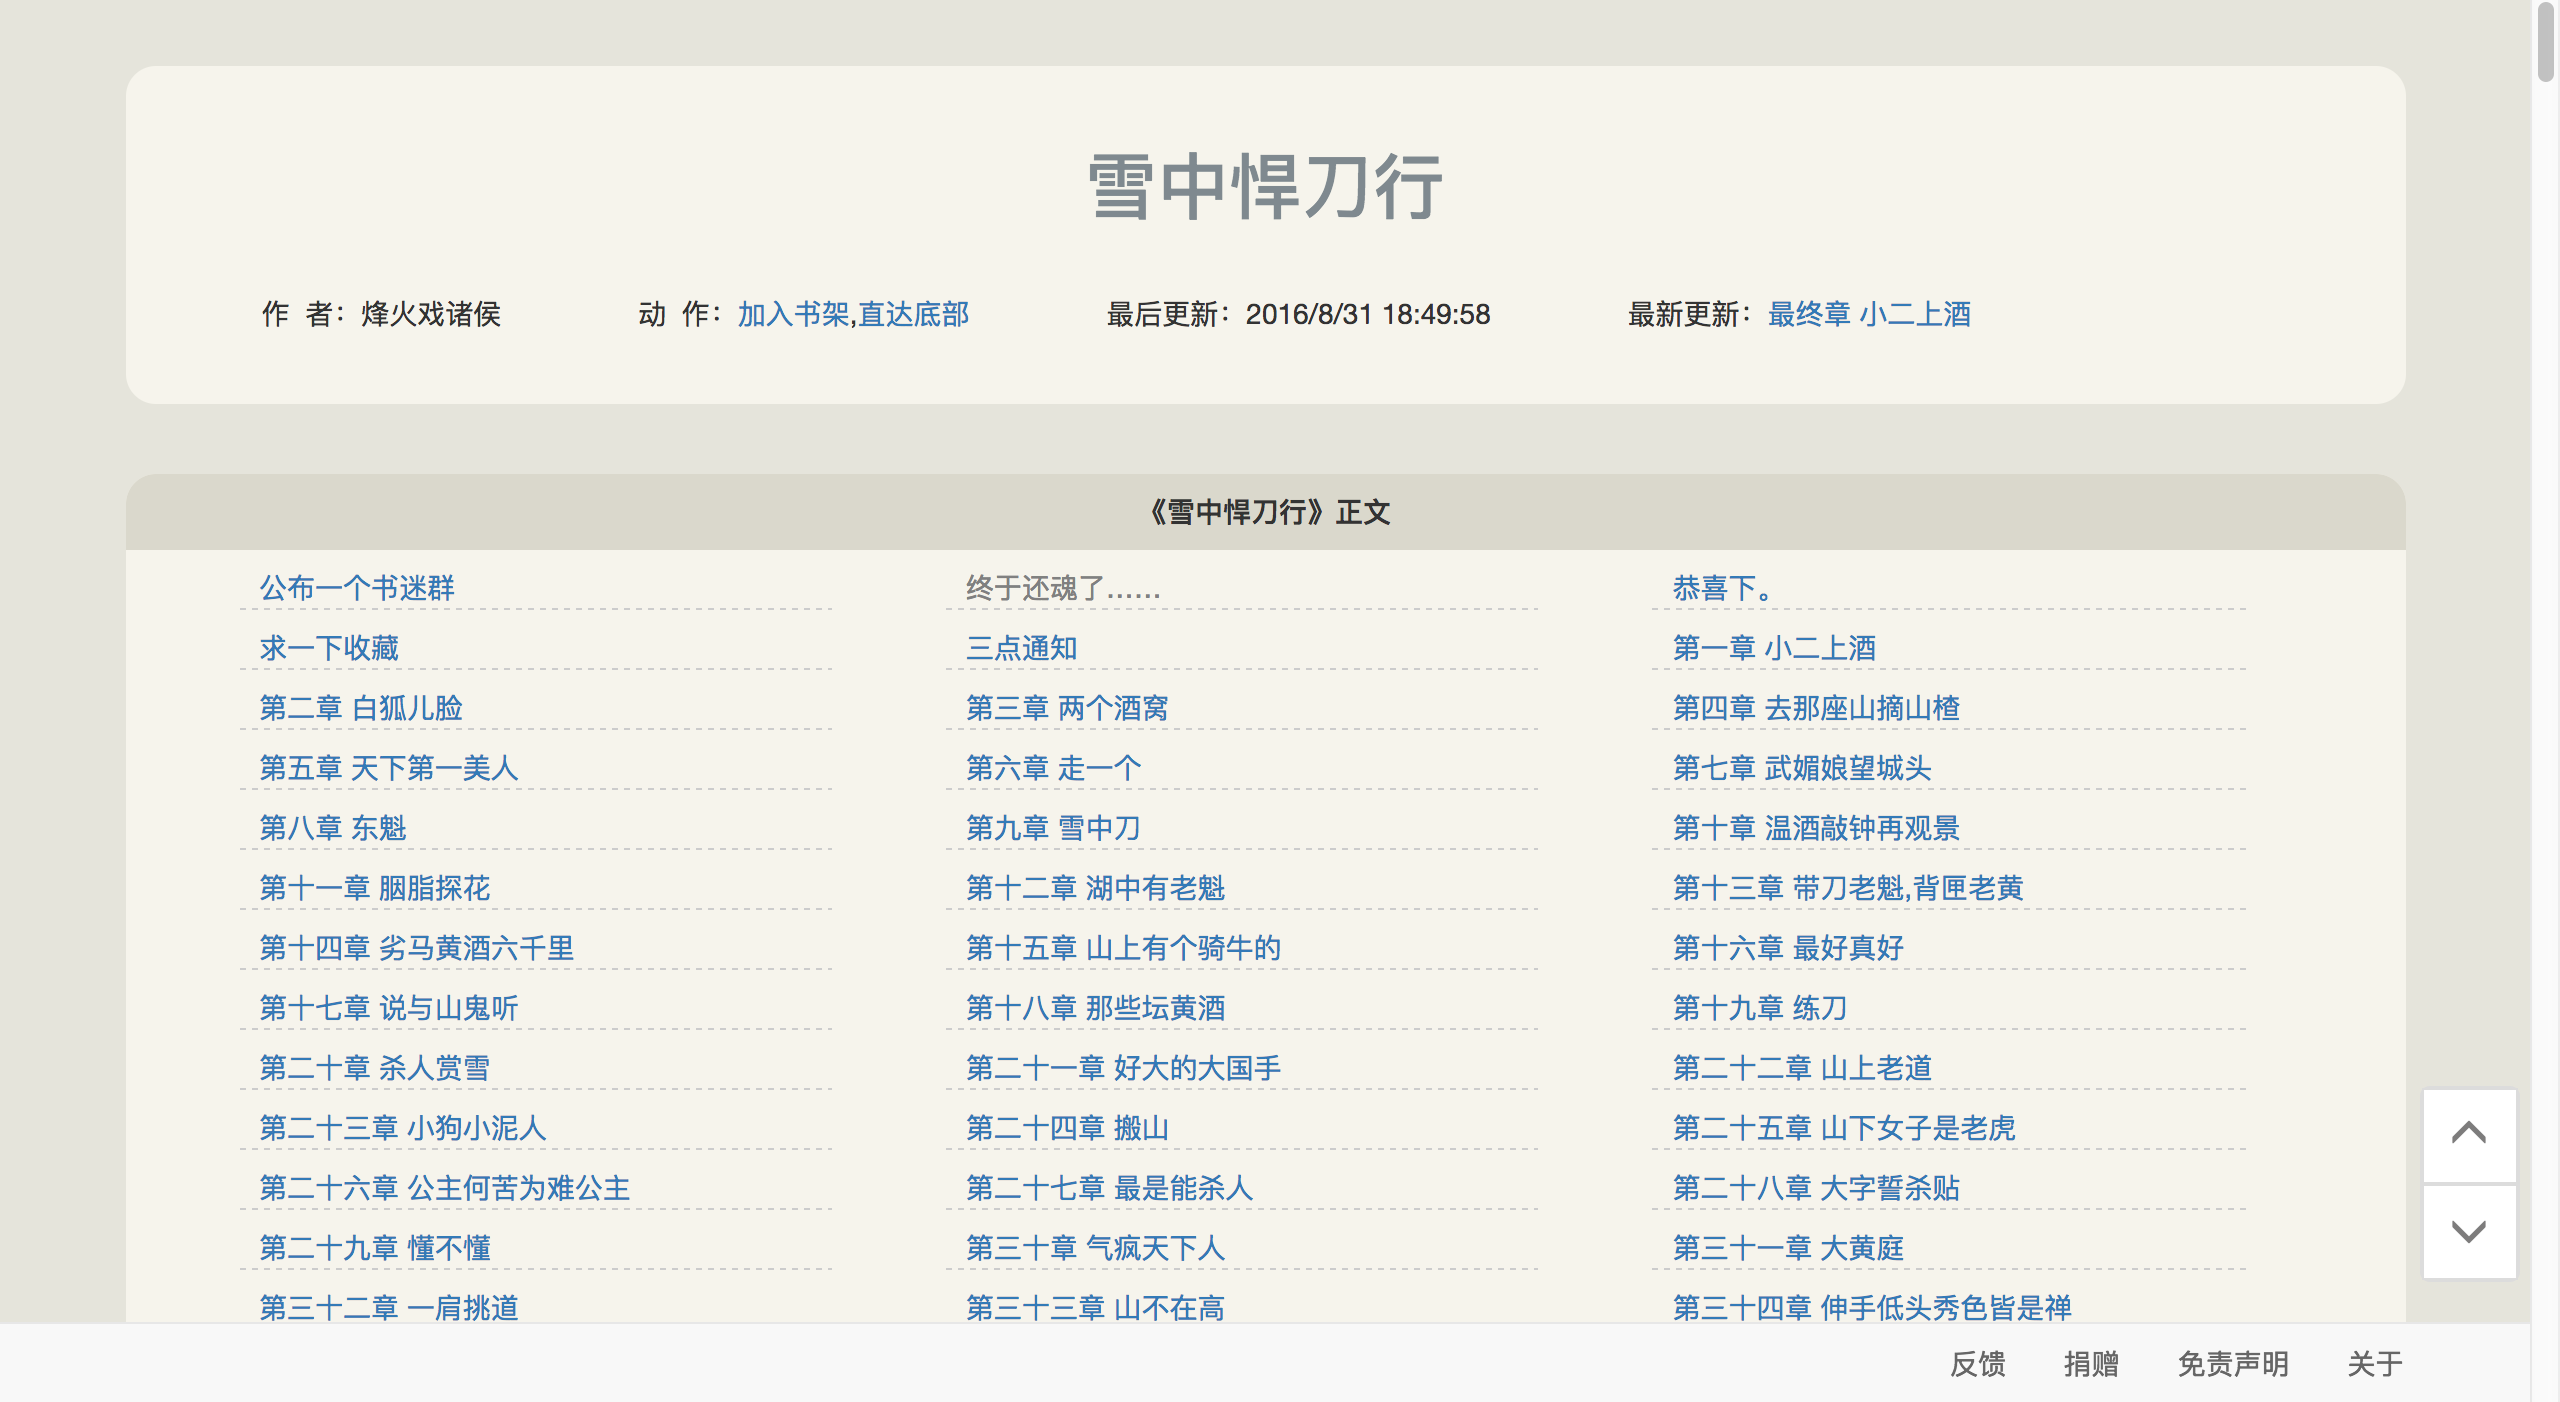 雪中悍刀行
作 者：烽火戏诸侯 动 作：加入书架,直达底部 最后更新：2016/8/31 18:49:58 最新更新：最终章 小二上酒
《雪中悍刀行》正文
公布一个书迷群 终于还魂了…… 恭喜下。
求一下收藏 三点通知 第一章 小二上酒
第二章 白狐儿脸 第三章 两个酒窝 第四章 去那座山摘山楂
第五章 天下第一美人 第六章 走一个 第七章 武媚娘望城头
第八章 东魁 第九章 雪中刀 第十章 温酒敲钟再观景
第十一章 胭脂探花 第十二章 湖中有老魁 第十三章 带刀老魁,背匣老黄
第十四章 劣马黄酒六千里 第十五章 山上有个骑牛的 第十六章 最好真好
第十七章 说与山鬼听 第十八章 那些坛黄酒 第十九章 练刀
第二十章 杀人赏雪 第二十一章 好大的大国手 第二十二章 山上老道
第二十三章 小狗小泥人 第二十四章 搬山 第二十五章 山下女子是老虎
第二十六章 公主何苦为难公主 第二十七章 最是能杀人 第二十八章 大字誓杀贴
第二十九章 懂不懂 第三十章 气疯天下人 第三十一章 大黄庭
第三十二章 一肩挑道 第三十三章 山不在高 第三十四章 伸手低头秀色皆是禅
反馈 捐赠 免责声明 关于